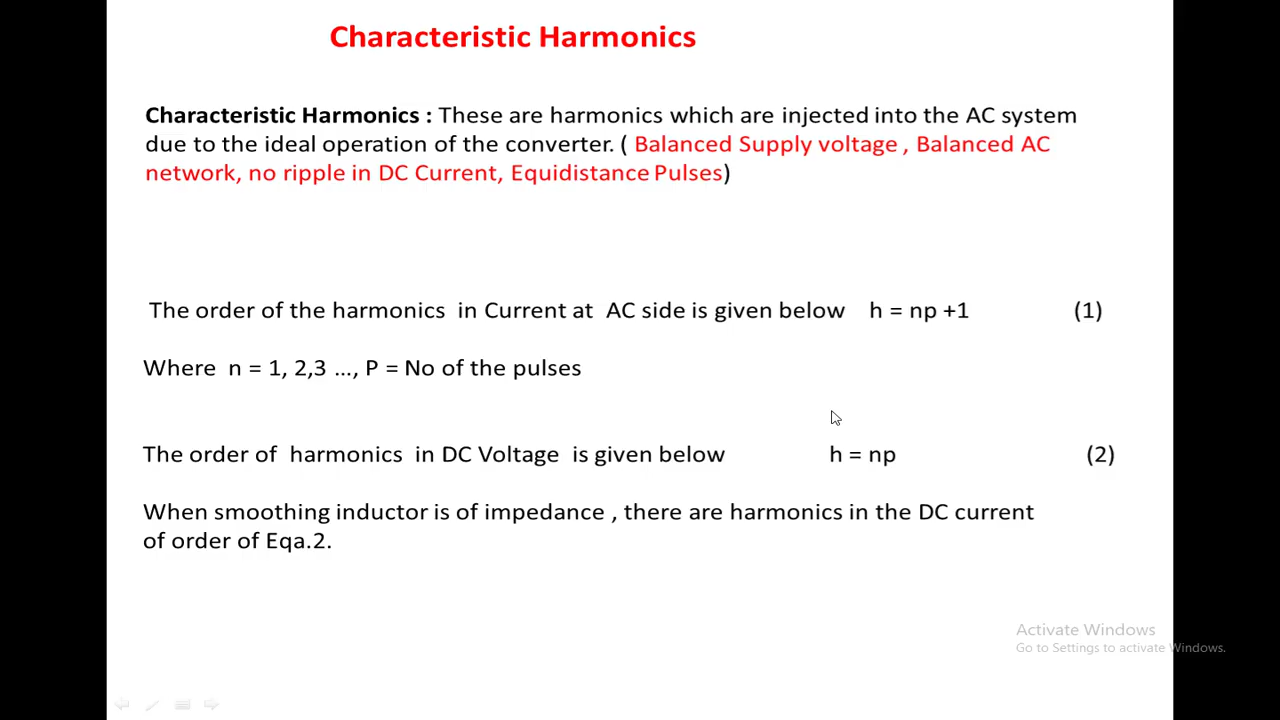 Characteristic Harmonics
Characteristic Harmonics : These are harmonics which are injected into the AC system
due to the ideal operation of the converter. ( Balanced Supply voltage , Balanced AC
network, no ripple in DC Current, Equidistance Pulses)
The order of the harmonics in Current at AC side is given below h = np +1 (1)
Where n = 1, 2,3 ..., P = No of the pulses
The order of harmonics in DC Voltage is given below h = np (2)
When smoothing inductor is of impedance , there are harmonics in the DC current
of order of Eqa.2.
Activate Windows
Go to Settings to activate Windows.